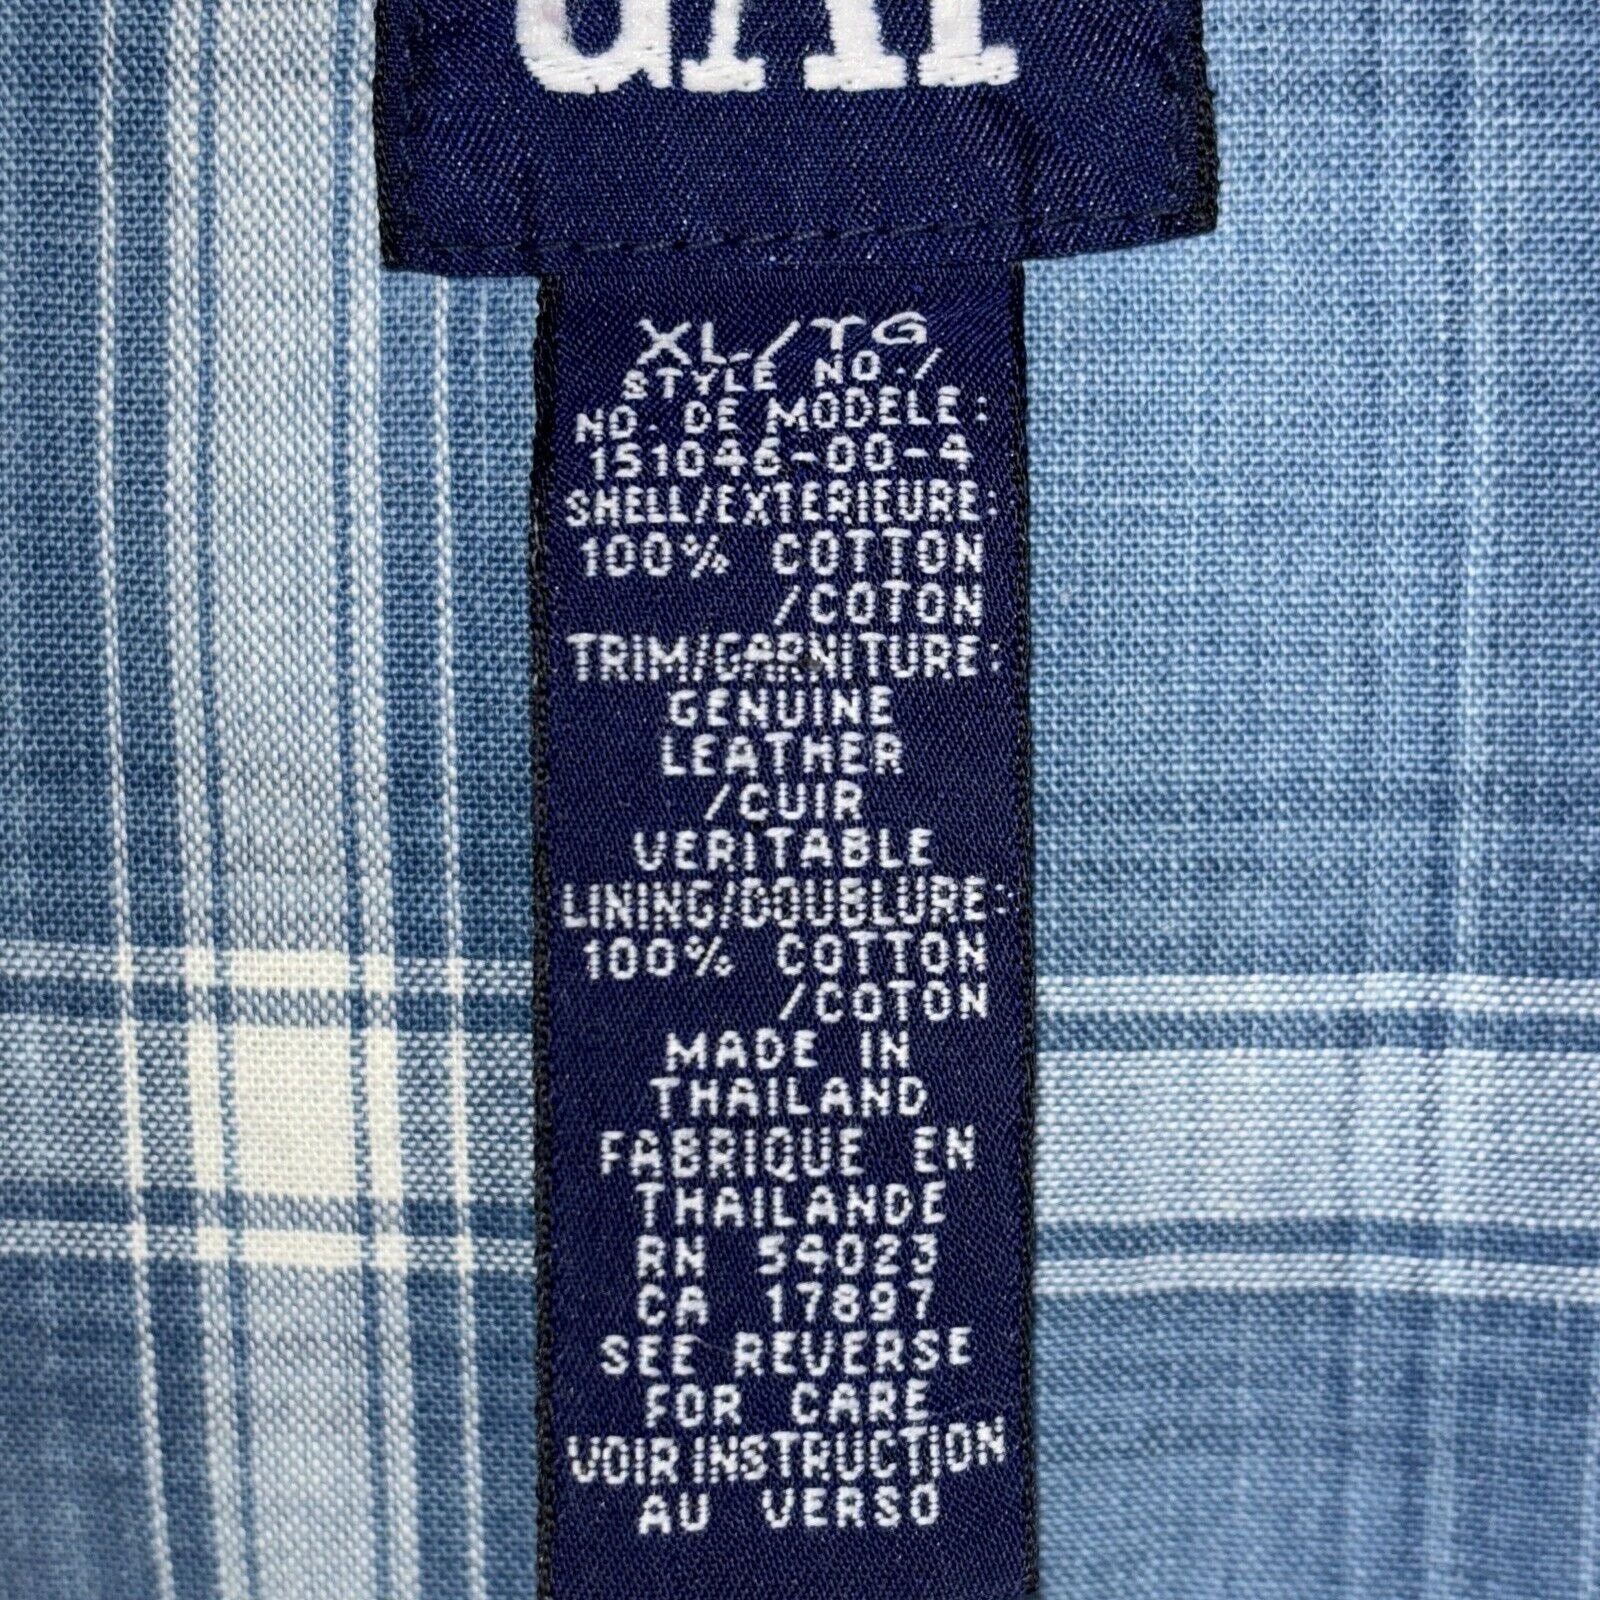 GAP
XL/TG
STYLE NO./
NO. DE MODELE:
151046-00-4
SHELL/EXTERIEURE:
100% COTTON
/COTON
TRIM/GARNITURE:
GENUINE
LEATHER
/CUIR
VERITABLE
LINING/DOUBLURE:
100% COTTON
/COTON
MADE IN
THAILAND
FABRIQUE EN
THAILANDE
RN 54023
CA 17897
SEE REVERSE
FOR CARE
VOIR INSTRUCTION
AU VERSO